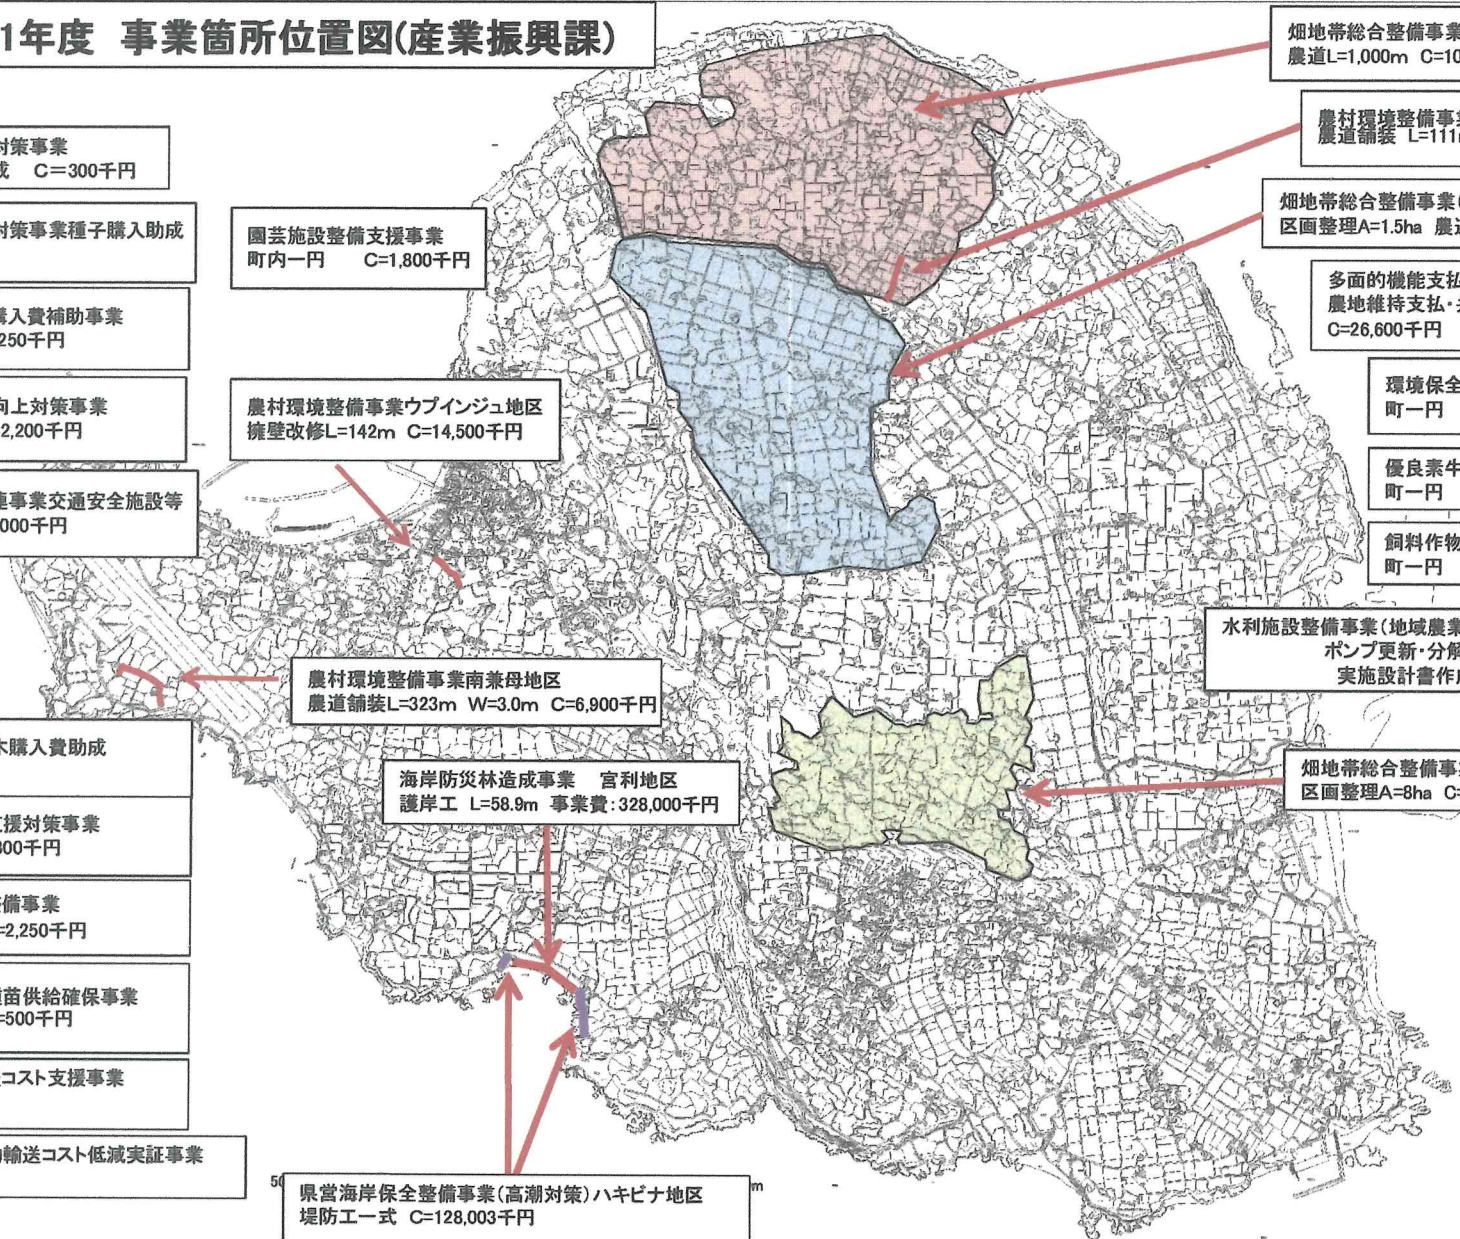 1年度 事業箇所位置図(産業振興課)
対策事業
成 C=300千円
対策事業種子購入助成
購入費補助事業
250千円
向上対策事業
2,200千円
連事業交通安全施設等
000千円
木購入費助成
支援対策事業
800千円
整備事業
=2,250千円
種苗供給確保事業
=500千円
コスト支援事業
輸送コスト低減実証事業
園芸施設整備支援事業
町内一円 C=1,800千円
農村環境整備事業ウプインジュ地区
擁壁改修L=142m C=14,500千円
農村環境整備事業南兼母地区
農道舗装L=323m W=3.0m C=6,900千円
海岸防災林造成事業 宮利地区
護岸工 L=58.9m 事業費:328,000千円
50
m
県営海岸保全整備事業(高潮対策)ハキビナ地区
堤防工一式 C=128,003千円
畑地帯総合整備事業
農道L=1,000m C=10
農村環境整備事業
農道舗装 L=111
畑地帯総合整備事業(
区画整理A=1.5ha 農道
多面的機能支払
農地維持支払・共
C=26,600千円
環境保全
町一円
優良素牛
町一円
飼料作物
町一円
水利施設整備事業(地域農業
ポンプ更新・分解
実施設計書作成
畑地帯総合整備事業
区画整理A=8ha C=